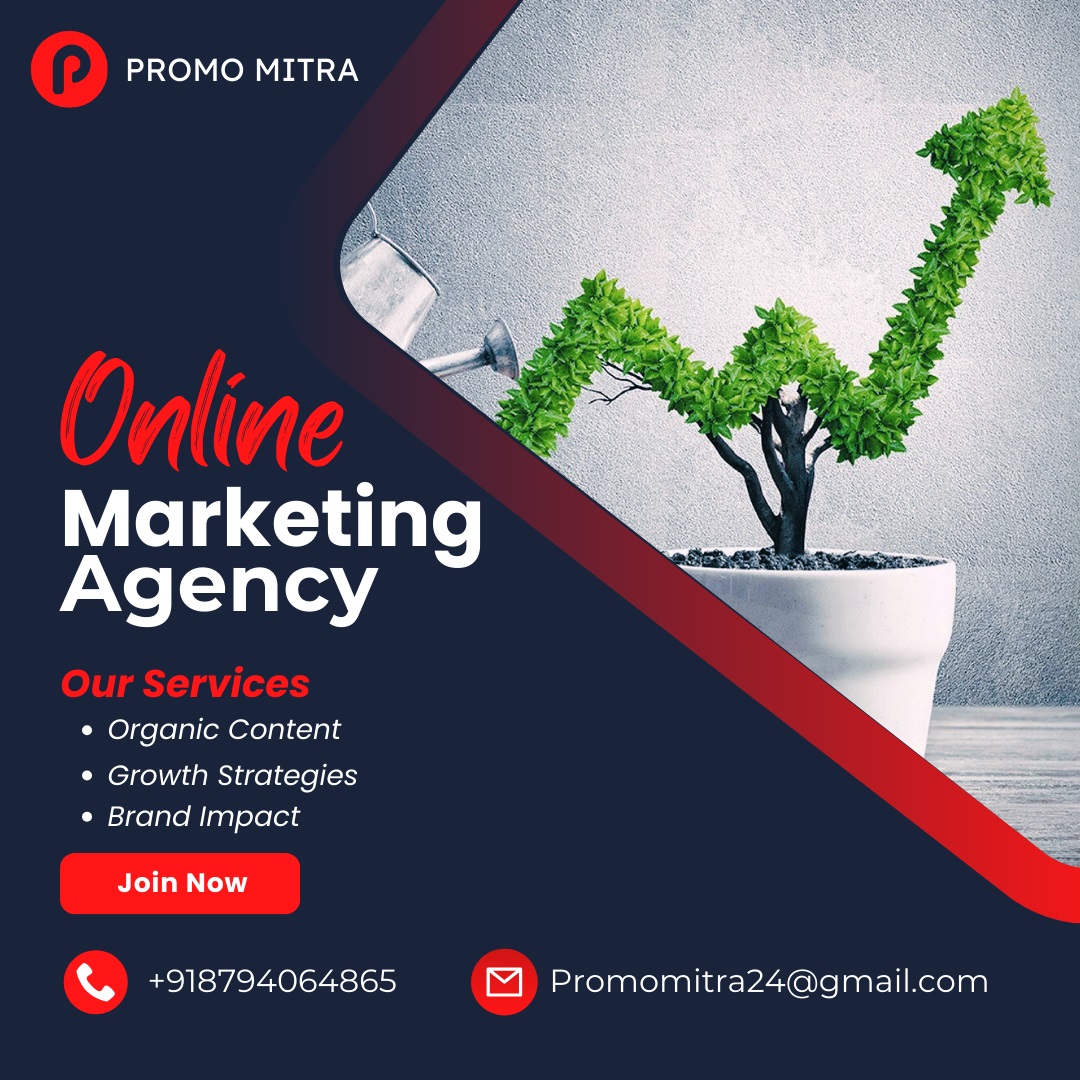 PROMO MITRA
Online
Marketing
Agency
Our Services
• Organic Content
• Growth Strategies
• Brand Impact
Join Now
+918794064865
Promomitra24@gmail.com